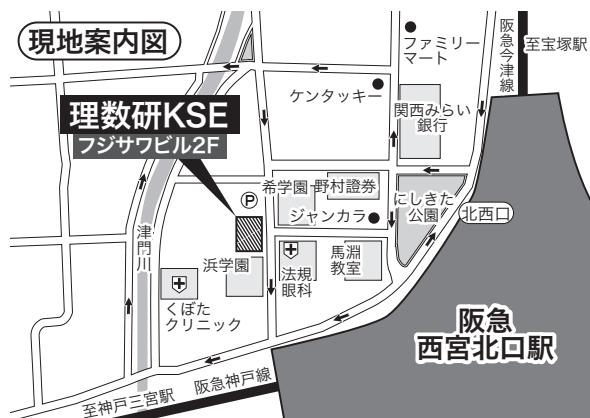 現地案内図
阪急今津線
至宝塚駅
ファミリー
マート
ケンタッキー
関西みらい
銀行
理数研KSE
フジサワビル2F
P
希学園
野村證券
ジャンカラ
にしきた
公園
北西口
津門川
浜学園
法規
眼科
馬渕
教室
くぼた
クリニック
阪急
西宮北口駅
至神戸三宮駅
阪急神戸線